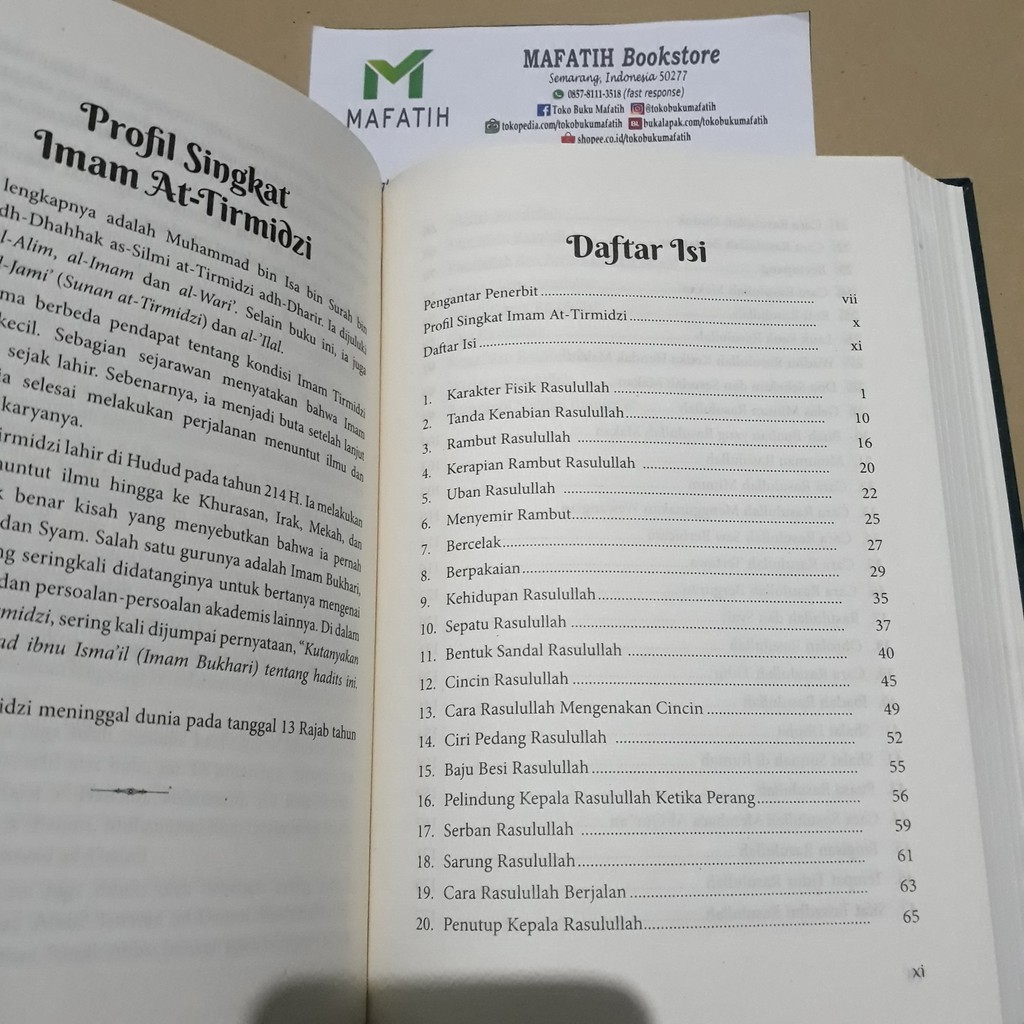 MAFATIH
MAFATIH Bookstore
Semarang, Indonesia 50277
0857-8111-3518 (fast response)
Toko Buku Mafatih @tokobukumafatih
tokopedia.com/tokobukumafatih BL bukalapak.com/tokobukumafatih
shopee.co.id/tokobukumafatih
Profil Singkat
Imam At-Tirmidzi
lengkapnya adalah Muhammad bin Isa bin Surah bin
dh-Dhahhak as-Silmi at-Tirmidzi adh-Dharir. Ia dijuluki
l-Alim, al-Imam dan al-Wari'. Selain buku ini, ia juga
l-Jami' (Sunan at-Tirmidzi) dan al-'Ilal.
ma berbeda pendapat tentang kondisi Imam Tirmidzi
kecil. Sebagian sejarawan menyatakan bahwa Imam
sejak lahir. Sebenarnya, ia menjadi buta setelah lanjut
ia selesai melakukan perjalanan menuntut ilmu dan
karyanya.
irmidzi lahir di Hudud pada tahun 214 H. Ia melakukan
nuntut ilmu hingga ke Khurasan, Irak, Mekah, dan
k benar kisah yang menyebutkan bahwa ia pernah
dan Syam. Salah satu gurunya adalah Imam Bukhari,
ng seringkali didatanginya untuk bertanya mengenai
dan persoalan-persoalan akademis lainnya. Di dalam
rmidzi, sering kali dijumpai pernyataan, "Kutanyakan
ad ibnu Isma'il (Imam Bukhari) tentang hadits ini.
idzi meninggal dunia pada tanggal 13 Rajab tahun
Daftar Isi
Pengantar Penerbit ... vii
Profil Singkat Imam At-Tirmidzi ... x
Daftar Isi ... xi
1. Karakter Fisik Rasulullah ... 1
2. Tanda Kenabian Rasulullah ... 10
3. Rambut Rasulullah ... 16
4. Kerapian Rambut Rasulullah ... 20
5. Uban Rasulullah ... 22
6. Menyemir Rambut ... 25
7. Bercelak ... 27
8. Berpakaian ... 29
9. Kehidupan Rasulullah ... 35
10. Sepatu Rasulullah ... 37
11. Bentuk Sandal Rasulullah ... 40
12. Cincin Rasulullah ... 45
13. Cara Rasulullah Mengenakan Cincin ... 49
14. Ciri Pedang Rasulullah ... 52
15. Baju Besi Rasulullah ... 55
16. Pelindung Kepala Rasulullah Ketika Perang ... 56
17. Serban Rasulullah ... 59
18. Sarung Rasulullah ... 61
19. Cara Rasulullah Berjalan ... 63
20. Penutup Kepala Rasulullah ... 65
xi